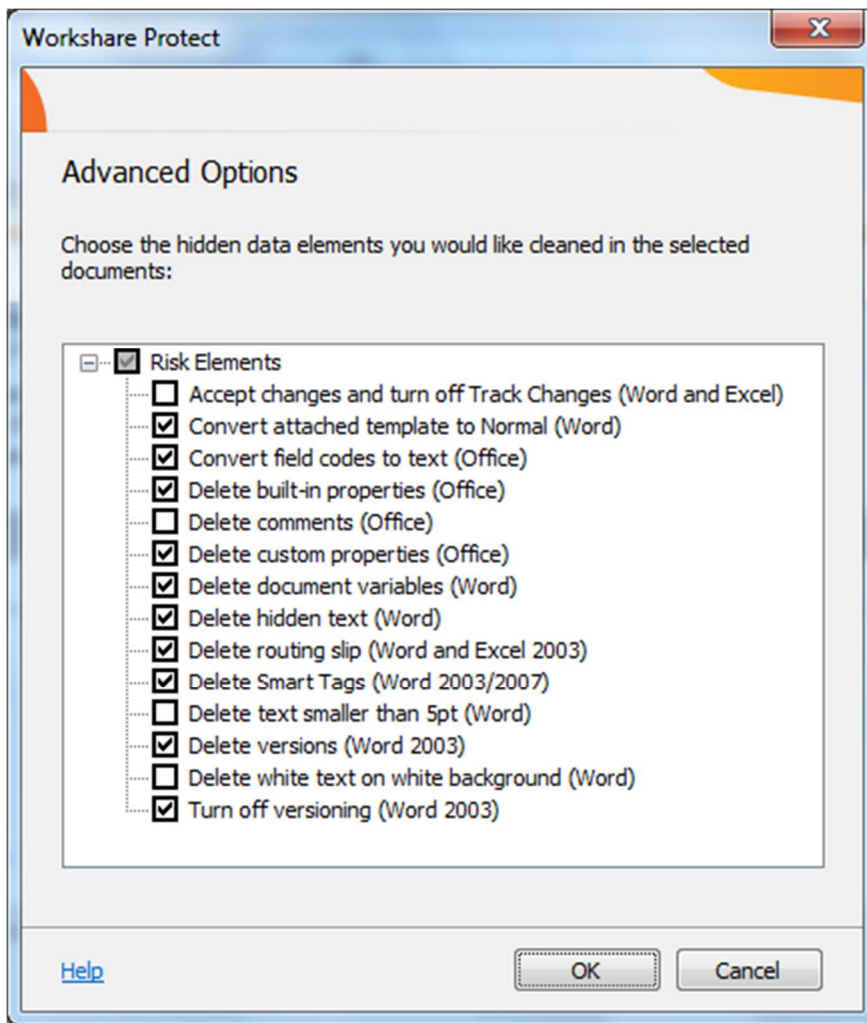 Workshare Protect
Advanced Options
Choose the hidden data elements you would like cleaned in the selected
documents:
Risk Elements
Accept changes and turn off Track Changes (Word and Excel)
Convert attached template to Normal (Word)
Convert field codes to text (Office)
Delete built-in properties (Office)
Delete comments (Office)
Delete custom properties (Office)
Delete document variables (Word)
Delete hidden text (Word)
Delete routing slip (Word and Excel 2003)
Delete Smart Tags (Word 2003/2007)
Delete text smaller than 5pt (Word)
Delete versions (Word 2003)
Delete white text on white background (Word)
Turn off versioning (Word 2003)
Help
OK
Cancel